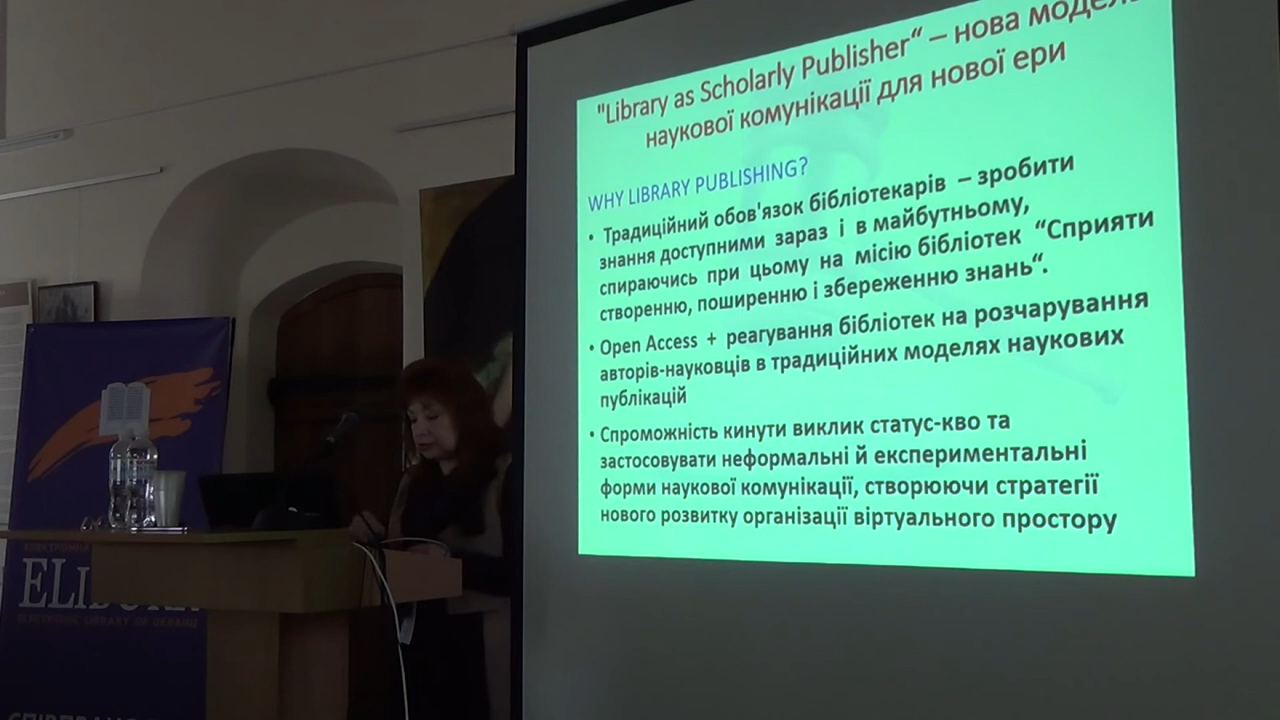 "Library as Scholarly Publisher“ – нова модель
наукової комунікації для нової ери
WHY LIBRARY PUBLISHING?
• Традиційний обов'язок бібліотекарів – зробити
знання доступними зараз і в майбутньому,
спираючись при цьому на місію бібліотек “Сприяти
створенню, поширенню і збереженню знань“.
• Open Access + реагування бібліотек на розчарування
авторів-науковців в традиційних моделях наукових
публікацій
• Спроможність кинути виклик статус-кво та
застосовувати неформальні й експериментальні
форми наукової комунікації, створюючи стратегії
нового розвитку організації віртуального простору
ELECTRONIC LIBRARY OF UKRAINE